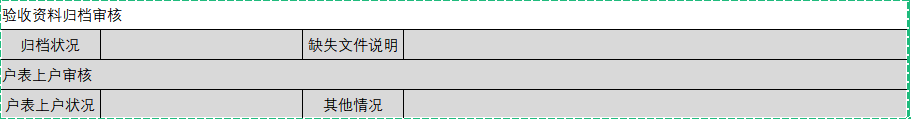 验收资料归档审核
归档状况 缺失文件说明
户表上户审核
户表上户状况 其他情况